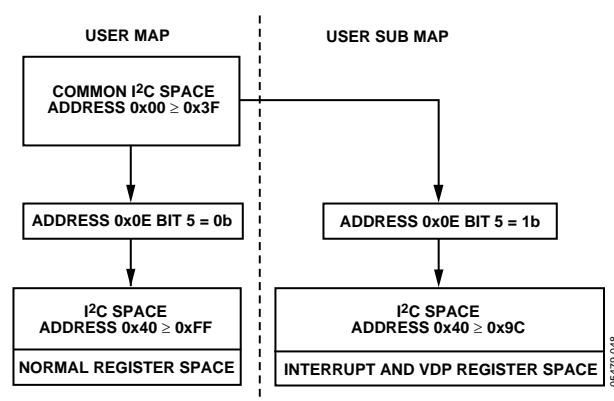 USER MAP
USER SUB MAP
COMMON I²C SPACE
ADDRESS 0x00 ≥ 0x3F
ADDRESS 0x0E BIT 5 = 0b
ADDRESS 0x0E BIT 5 = 1b
I²C SPACE
ADDRESS 0x40 ≥ 0xFF
NORMAL REGISTER SPACE
I²C SPACE
ADDRESS 0x40 ≥ 0x9C
INTERRUPT AND VDP REGISTER SPACE
05479-048